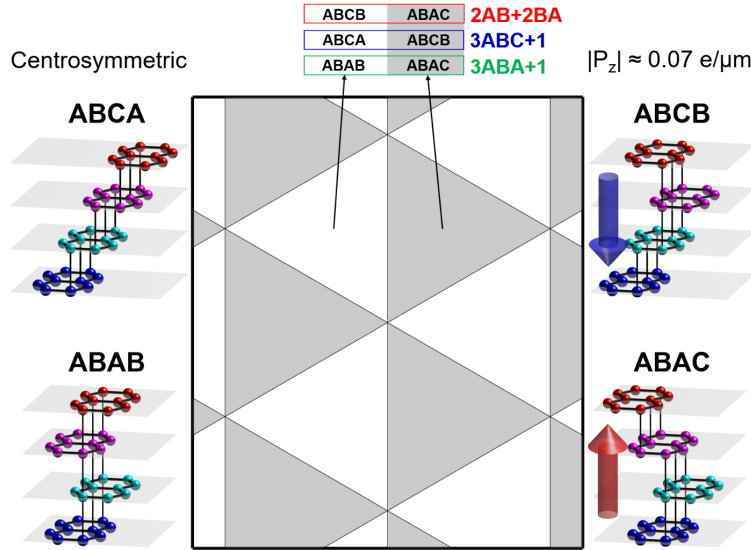 ABCB ABAC 2AB+2BA
ABCA ABCB 3ABC+1
ABAB ABAC 3ABA+1
Centrosymmetric
|Pz| ≈ 0.07 e/μm
ABCA
ABCB
ABAB
ABAC